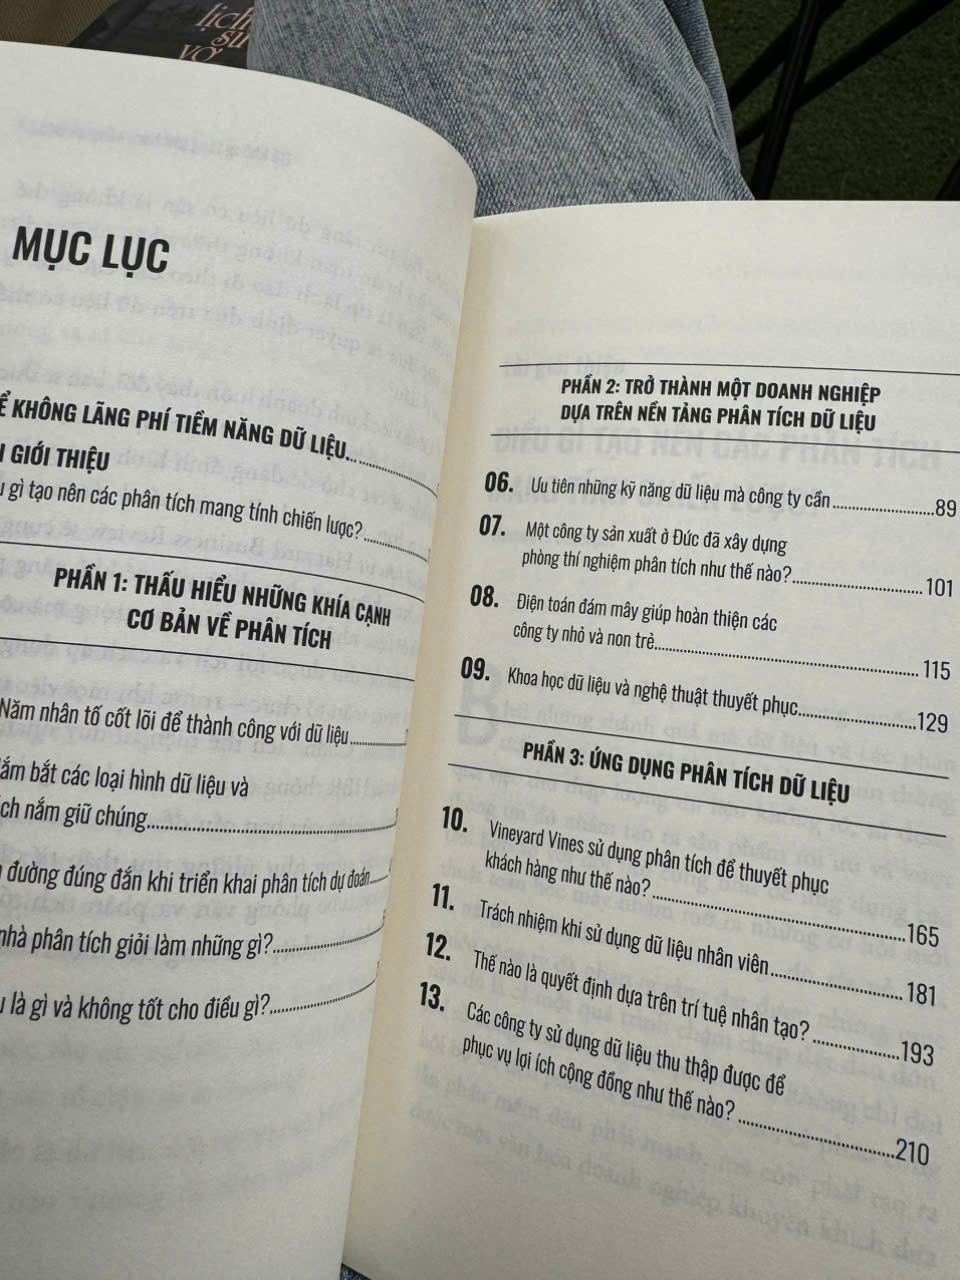 lịch
sử
vợ
MỤC LỤC
KHÔNG LÃNG PHÍ TIỀM NĂNG DỮ LIỆU...
GIỚI THIỆU
gì tạo nên các phân tích mang tính chiến lược?
PHẦN 1: THẤU HIỂU NHỮNG KHÍA CẠNH
CƠ BẢN VỀ PHÂN TÍCH
Năm nhân tố cốt lõi để thành công với dữ liệu
bắt các loại hình dữ liệu và
nắm giữ chúng
đường đúng đắn khi triển khai phân tích dự đoán
nhà phân tích giỏi làm những gì?
là gì và không tốt cho điều gì?
PHẦN 2: TRỞ THÀNH MỘT DOANH NGHIỆP
DỰA TRÊN NỀN TẢNG PHÂN TÍCH DỮ LIỆU
06. Ưu tiên những kỹ năng dữ liệu mà công ty cần 89
07. Một công ty sản xuất ở Đức đã xây dựng
phòng thí nghiệm phân tích như thế nào? 101
08. Điện toán đám mây giúp hoàn thiện các
công ty nhỏ và non trẻ 115
09. Khoa học dữ liệu và nghệ thuật thuyết phục 129
PHẦN 3: ỨNG DỤNG PHÂN TÍCH DỮ LIỆU
10. Vineyard Vines sử dụng phân tích để thuyết phục
khách hàng như thế nào? 165
11. Trách nhiệm khi sử dụng dữ liệu nhân viên 181
12. Thế nào là quyết định dựa trên trí tuệ nhân tạo? 193
13. Các công ty sử dụng dữ liệu thu thập được để
phục vụ lợi ích cộng đồng như thế nào? 210